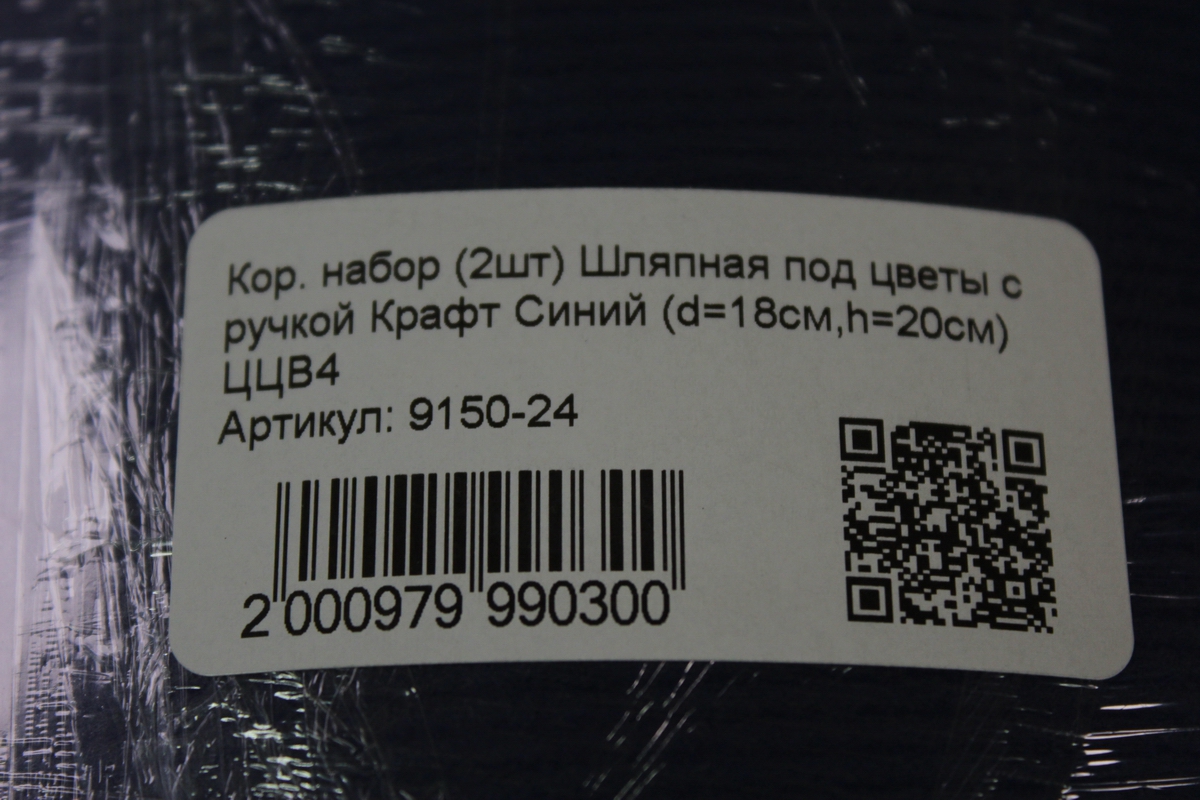 Кор. набор (2шт) Шляпная под цветы с
ручкой Крафт Синий (d=18см,h=20см)
ЦЦВ4
Артикул: 9150-24
2 000979 990300